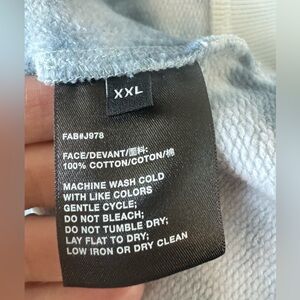 XXL
FAB#J978
FACE/DEVANT/面料:
100% COTTON/COTON/棉
MACHINE WASH COLD
WITH LIKE COLORS
GENTLE CYCLE;
DO NOT BLEACH;
DO NOT TUMBLE DRY;
LAY FLAT TO DRY;
LOW IRON OR DRY CLEAN